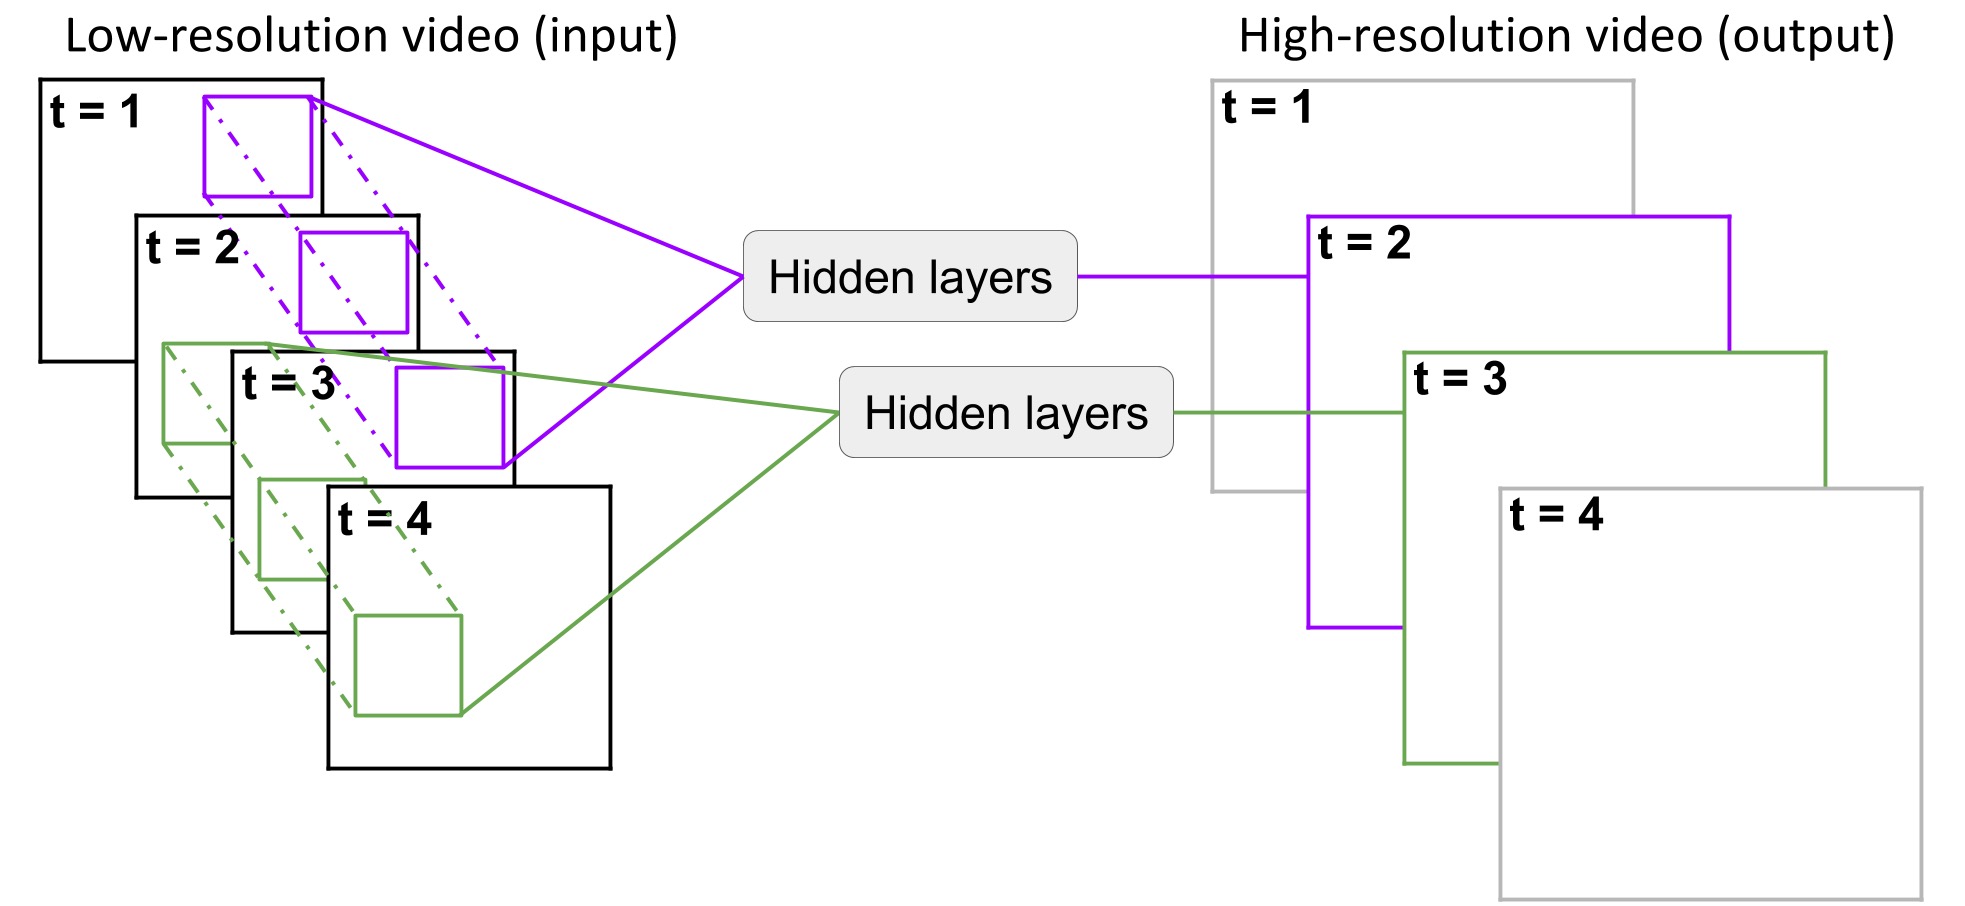 Low-resolution video (input)
High-resolution video (output)
t = 1
t = 2
t = 3
t = 4
Hidden layers
Hidden layers
t = 1
t = 2
t = 3
t = 4